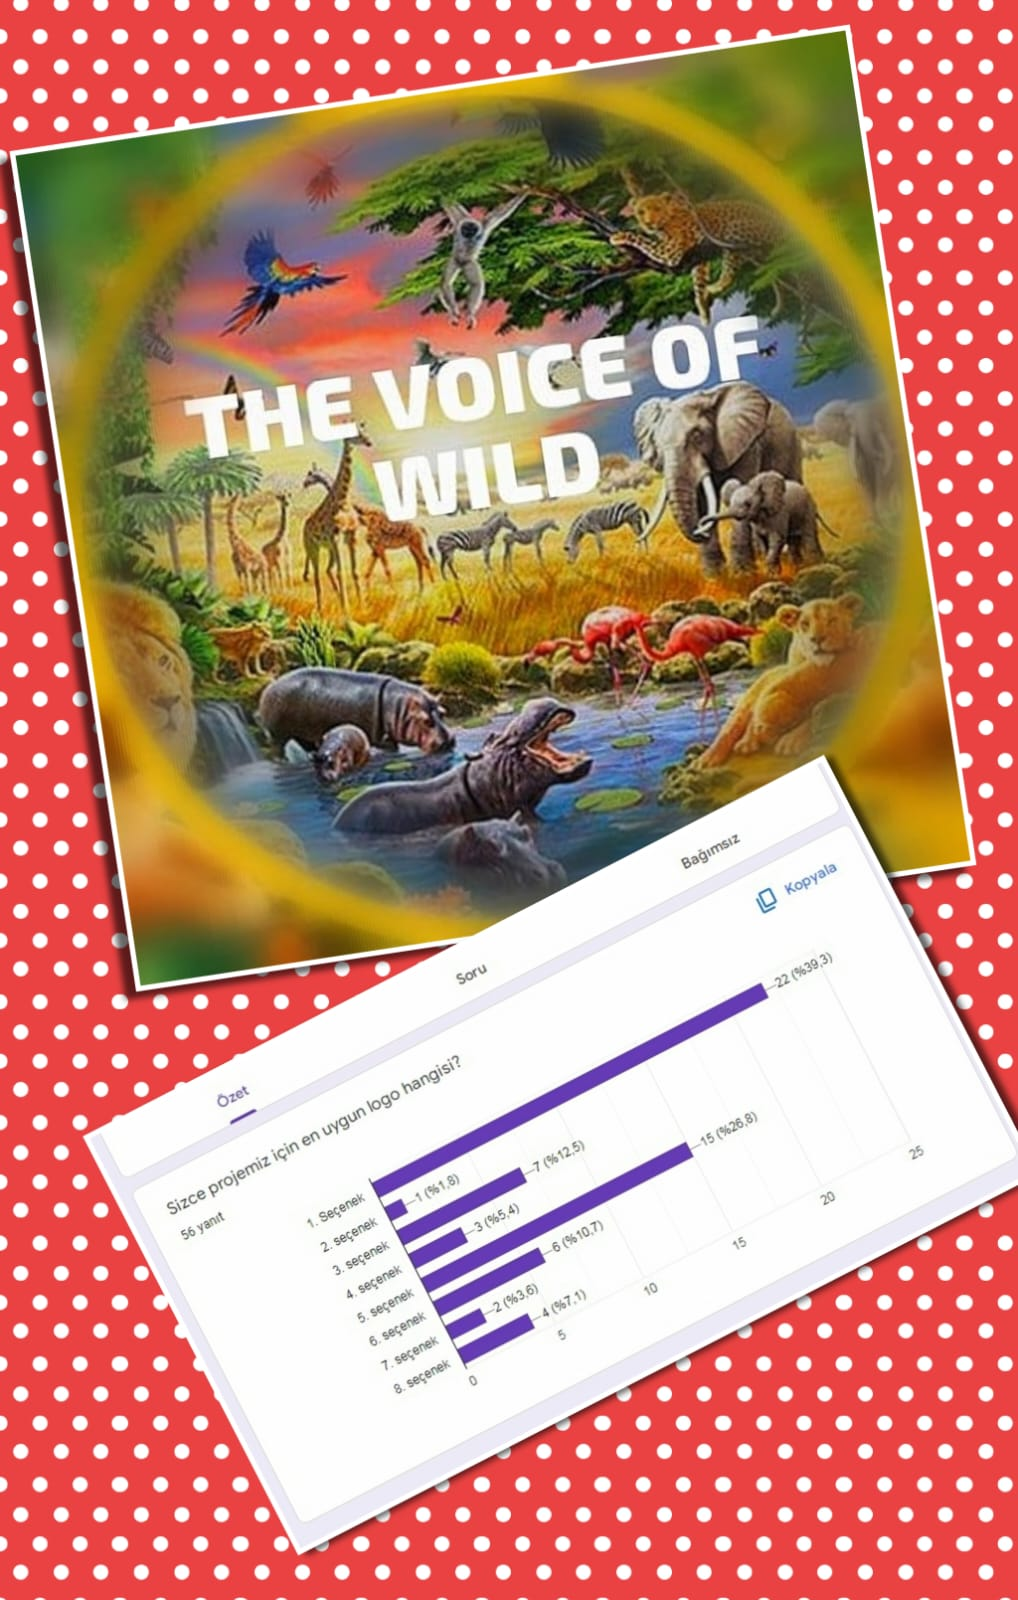 THE VOICE OF
WILD
Özet
Soru
Bağımsız
Sizce projemiz için en uygun logo hangisi?
Kopyala
56 yanıt
1. Seçenek
22 (%39,3)
2. seçenek
1 (%1,8)
3. seçenek
7 (%12,5)
4. seçenek
3 (%5,4)
5. seçenek
15 (%26,8)
6. seçenek
6 (%10,7)
7. seçenek
2 (%3,6)
8. seçenek
4 (%7,1)
0
5
10
15
20
25